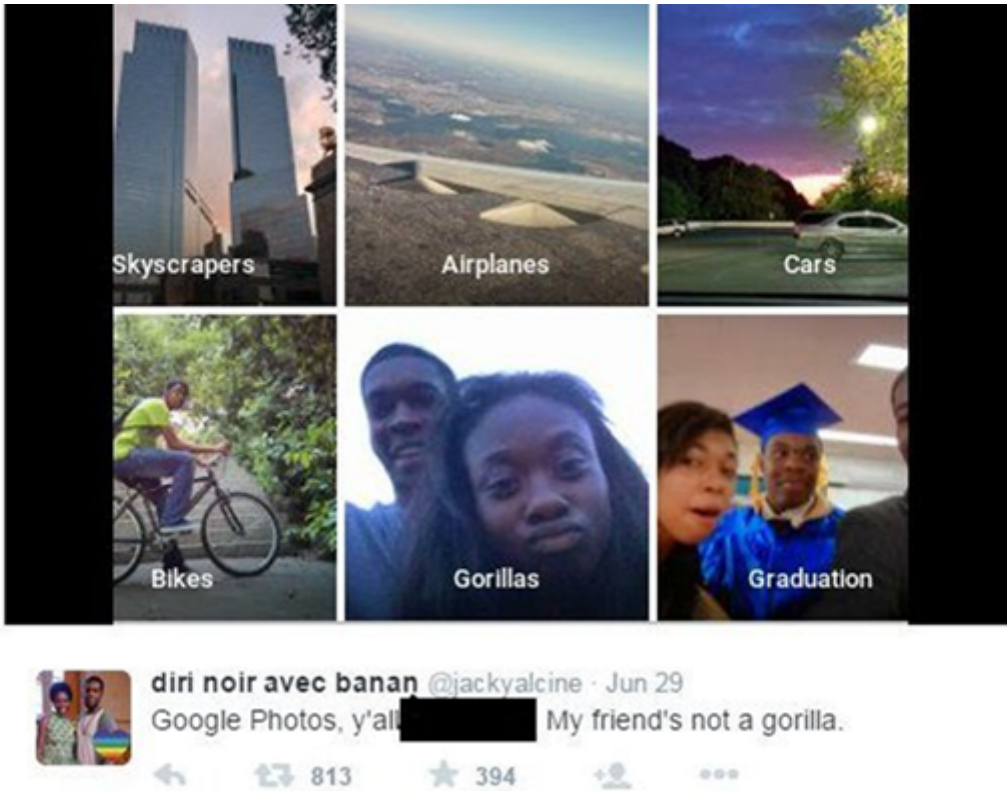 Skyscrapers
Airplanes
Cars
Bikes
Gorillas
Graduation
diri noir avec banan @jackyalcine · Jun 29
Google Photos, y'all My friend's not a gorilla.
813 394